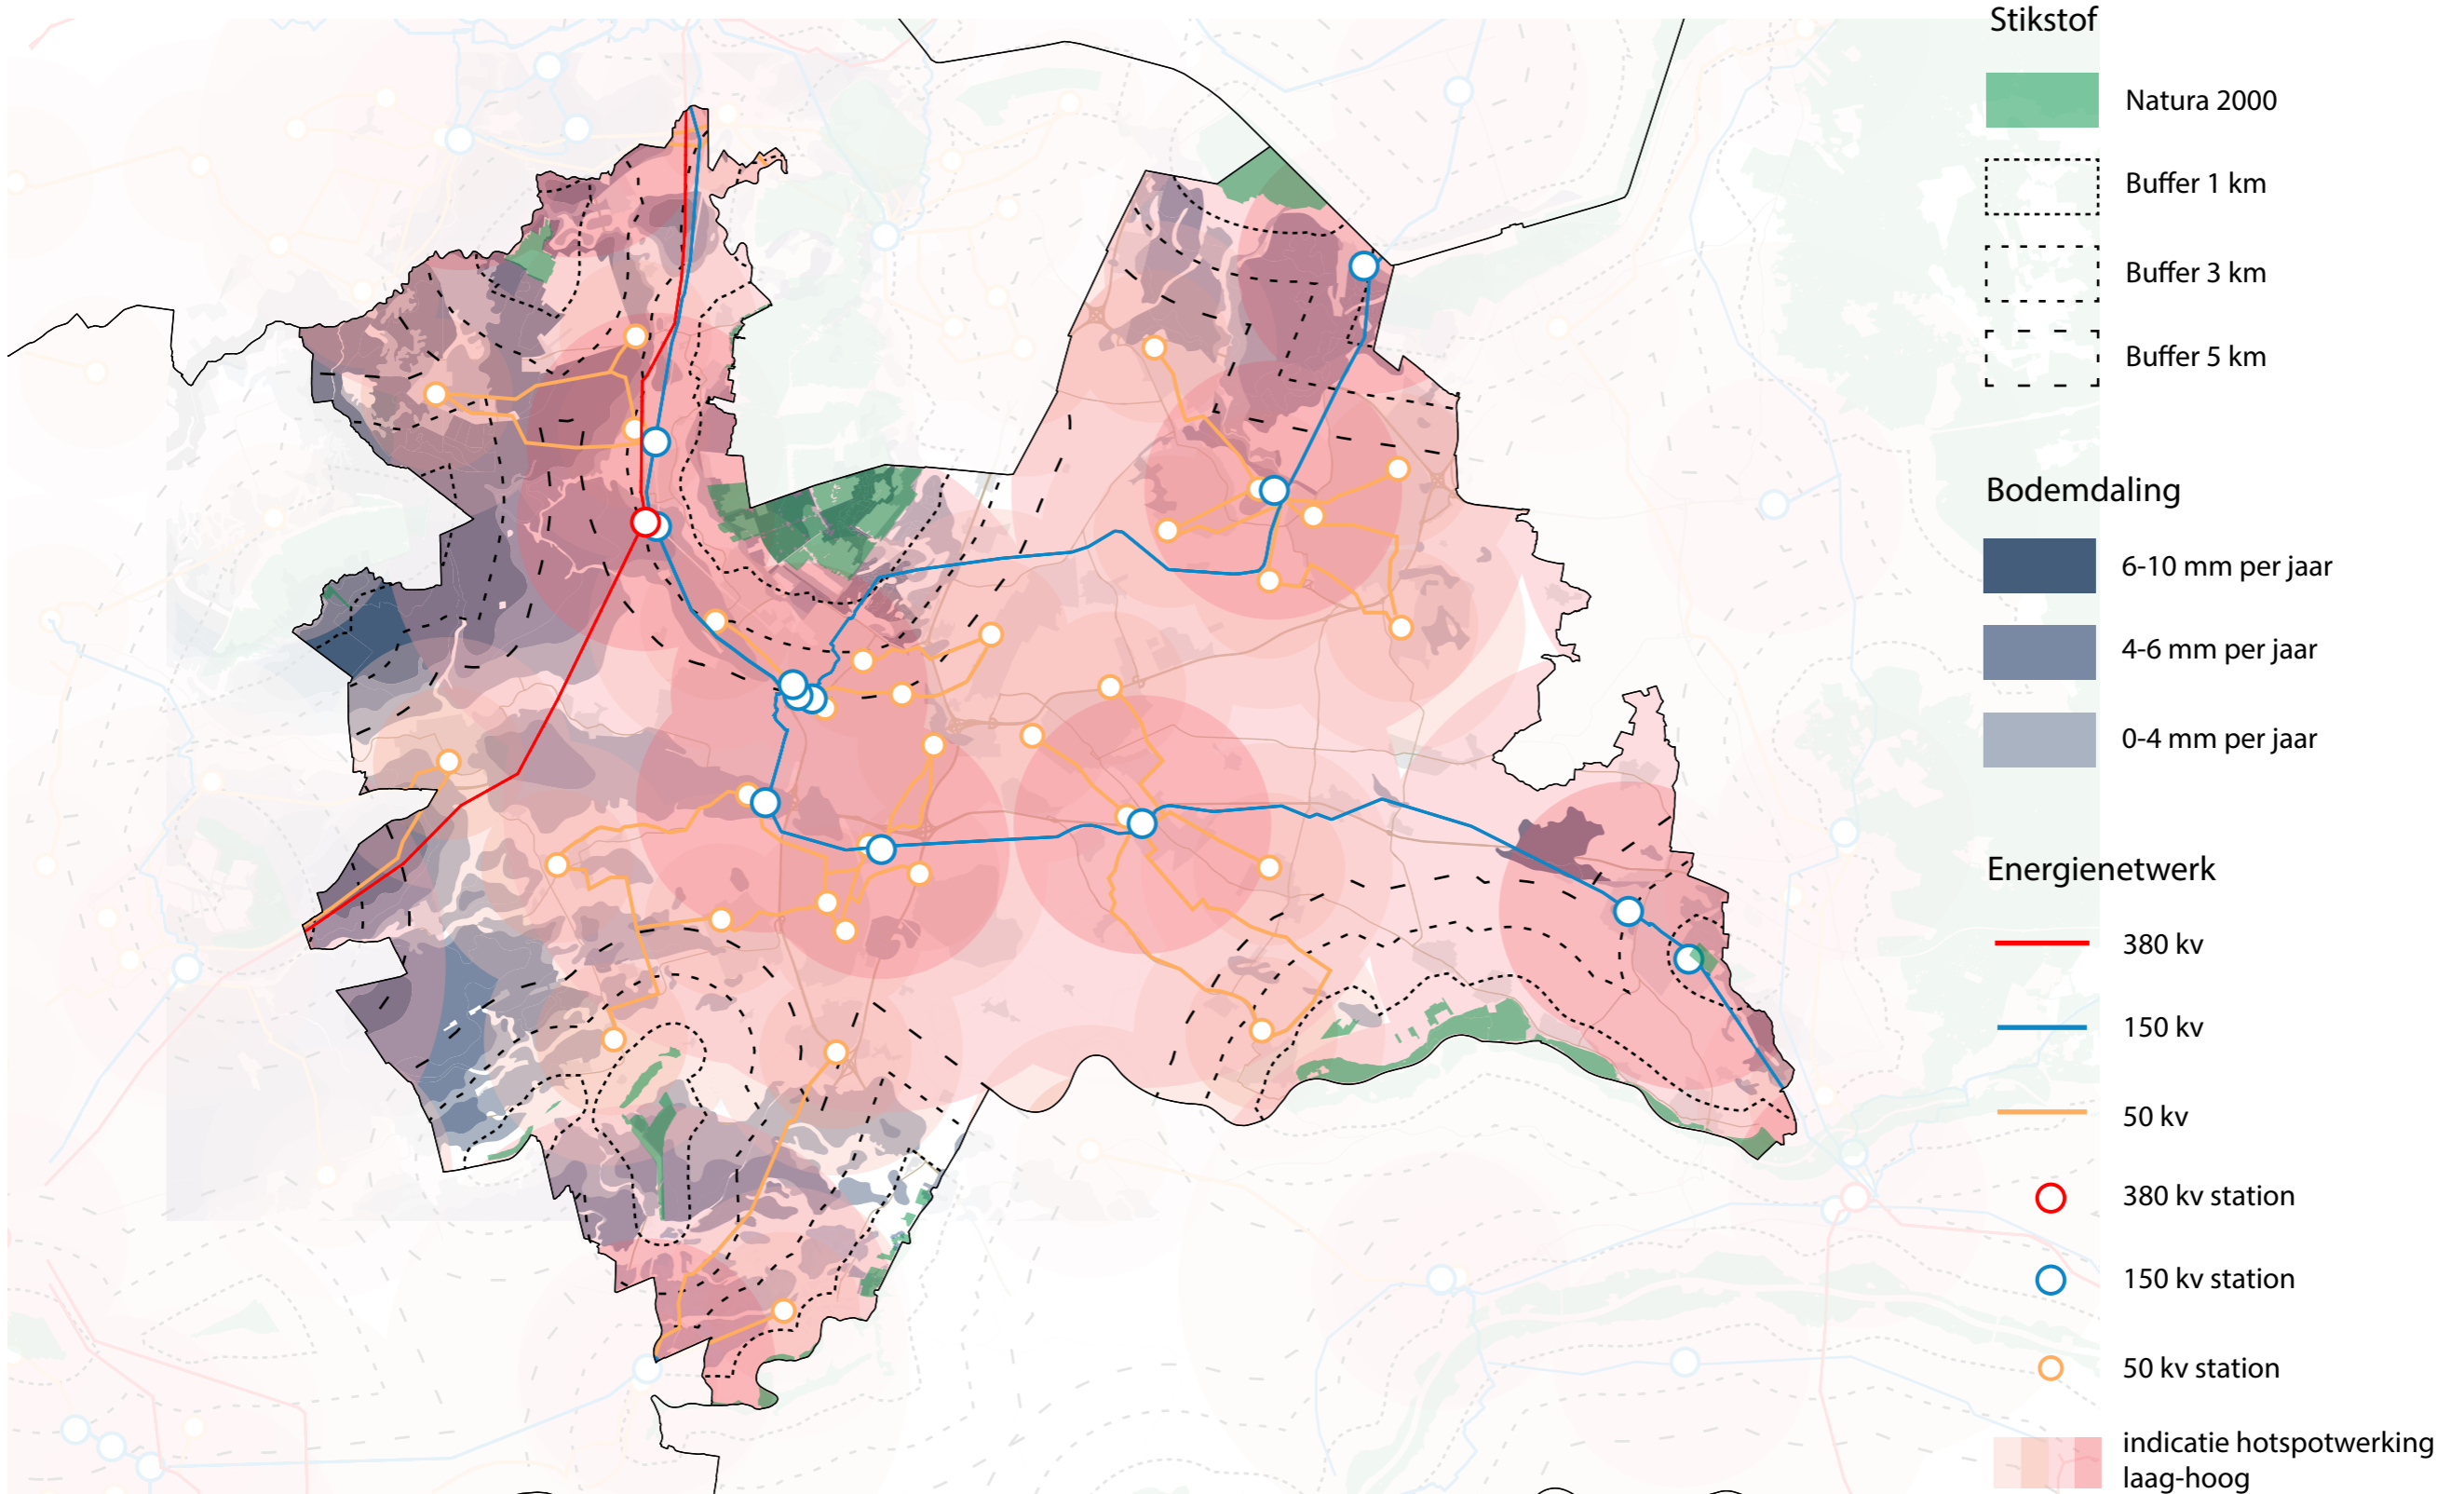 Stikstof
Natura 2000
Buffer 1 km
Buffer 3 km
Buffer 5 km
Bodemdaling
6-10 mm per jaar
4-6 mm per jaar
0-4 mm per jaar
Energienetwerk
380 kv
150 kv
50 kv
380 kv station
150 kv station
50 kv station
indicatie hotspotwerking
laag-hoog